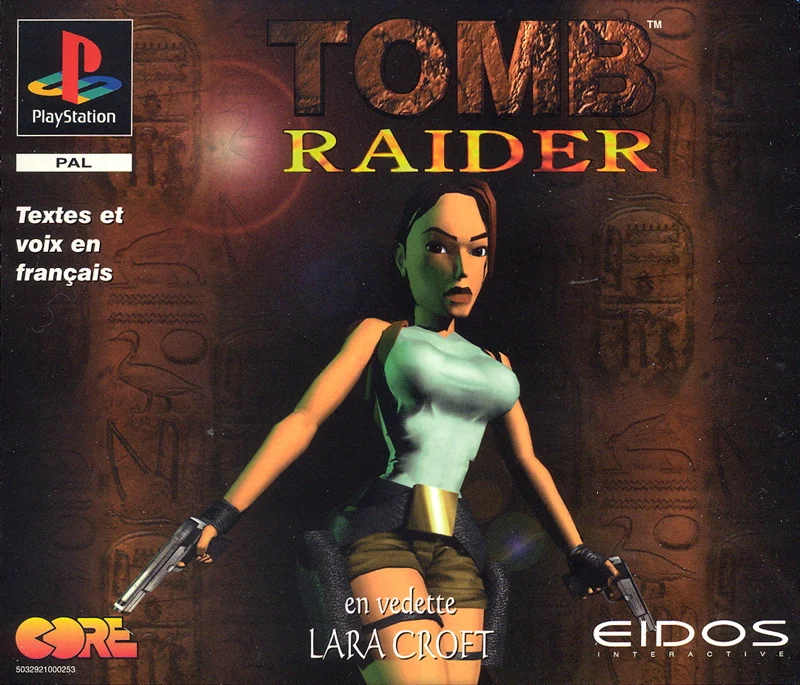 TOMB™
RAIDER
PlayStation
PAL
Textes et
voix en
français
en vedette
LARA CROFT
CORE
5032921000253
EIDOS
INTERACTIVE